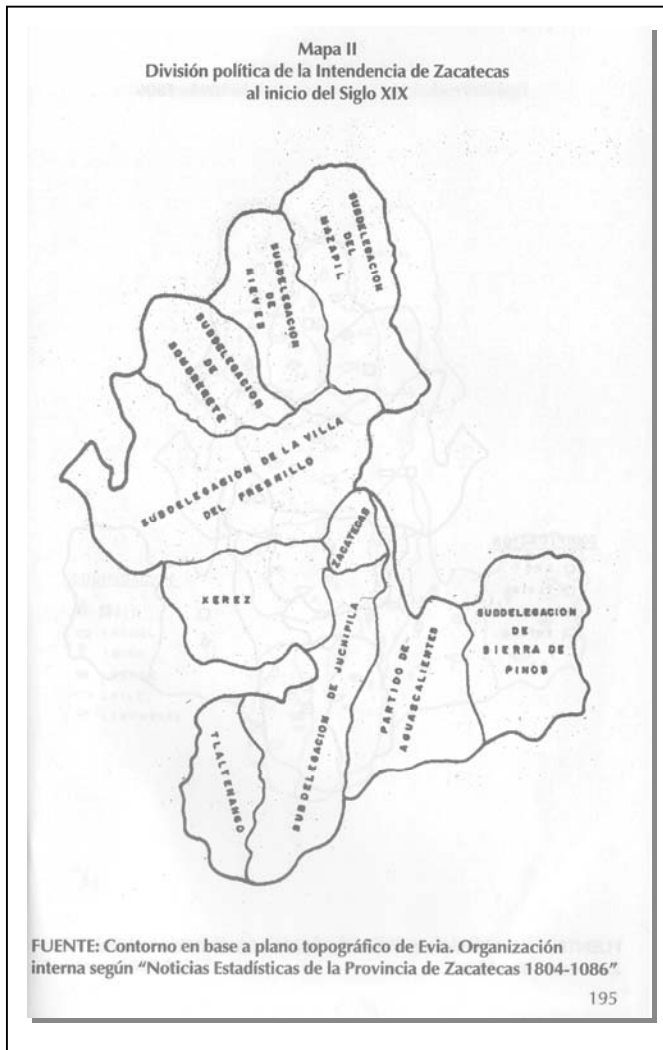 Mapa II
División política de la Intendencia de Zacatecas
al inicio del Siglo XIX
SUBDELEGACION
DEL
MAZAPIL
SUBDELEGACION
DE
NIEVES
SUBDELEGACION
DE
SOMBRERETE
SUBDELEGACION DE LA VILLA
DEL FRESNILLO
ZACATECAS
XEREZ
SUBDELEGACION
DE
SIERRA DE
PINOS
SUBDELEGACION DE JUCHIPILA
PARTIDO DE
AGUASCALIENTES
TLALTENANGO
FUENTE: Contorno en base a plano topográfico de Evia. Organización
interna según “Noticias Estadísticas de la Provincia de Zacatecas 1804-1086”
195